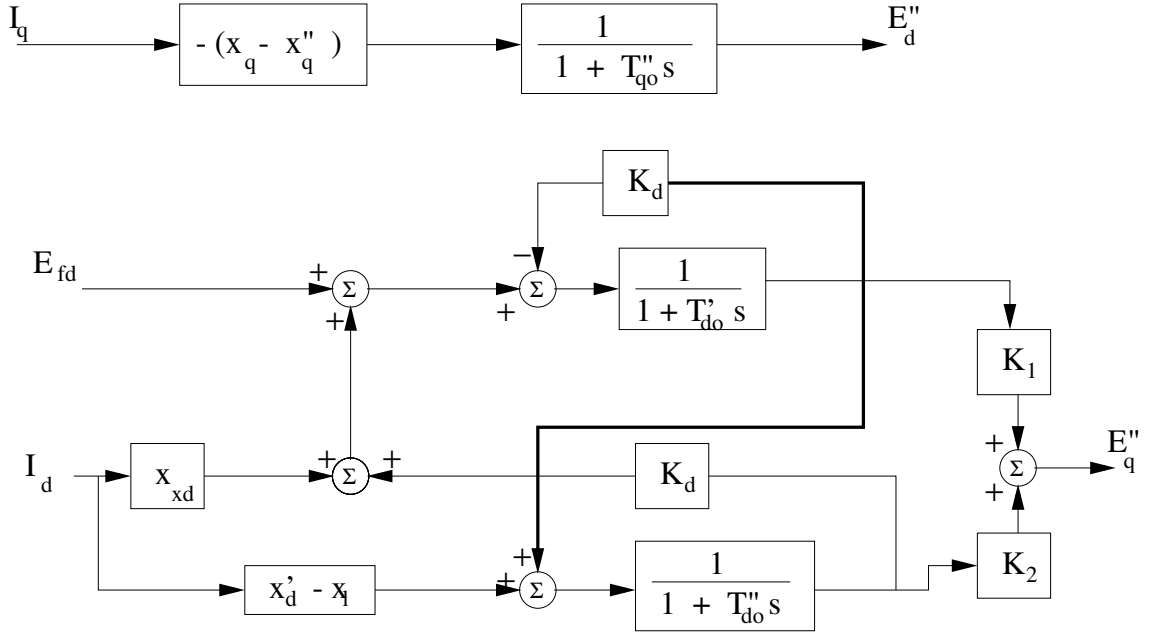 I_q
- (x_q - x"_q )
1
1 + T"_qo s
E"_d
K_d
E_fd
+
Σ
+
−
+
Σ
1
1 + T'_do s
K_1
I_d
x_xd
+
Σ
+
K_d
+
Σ
+
E"_q
x'_d - x_l
+
+
Σ
1
1 + T"_do s
K_2